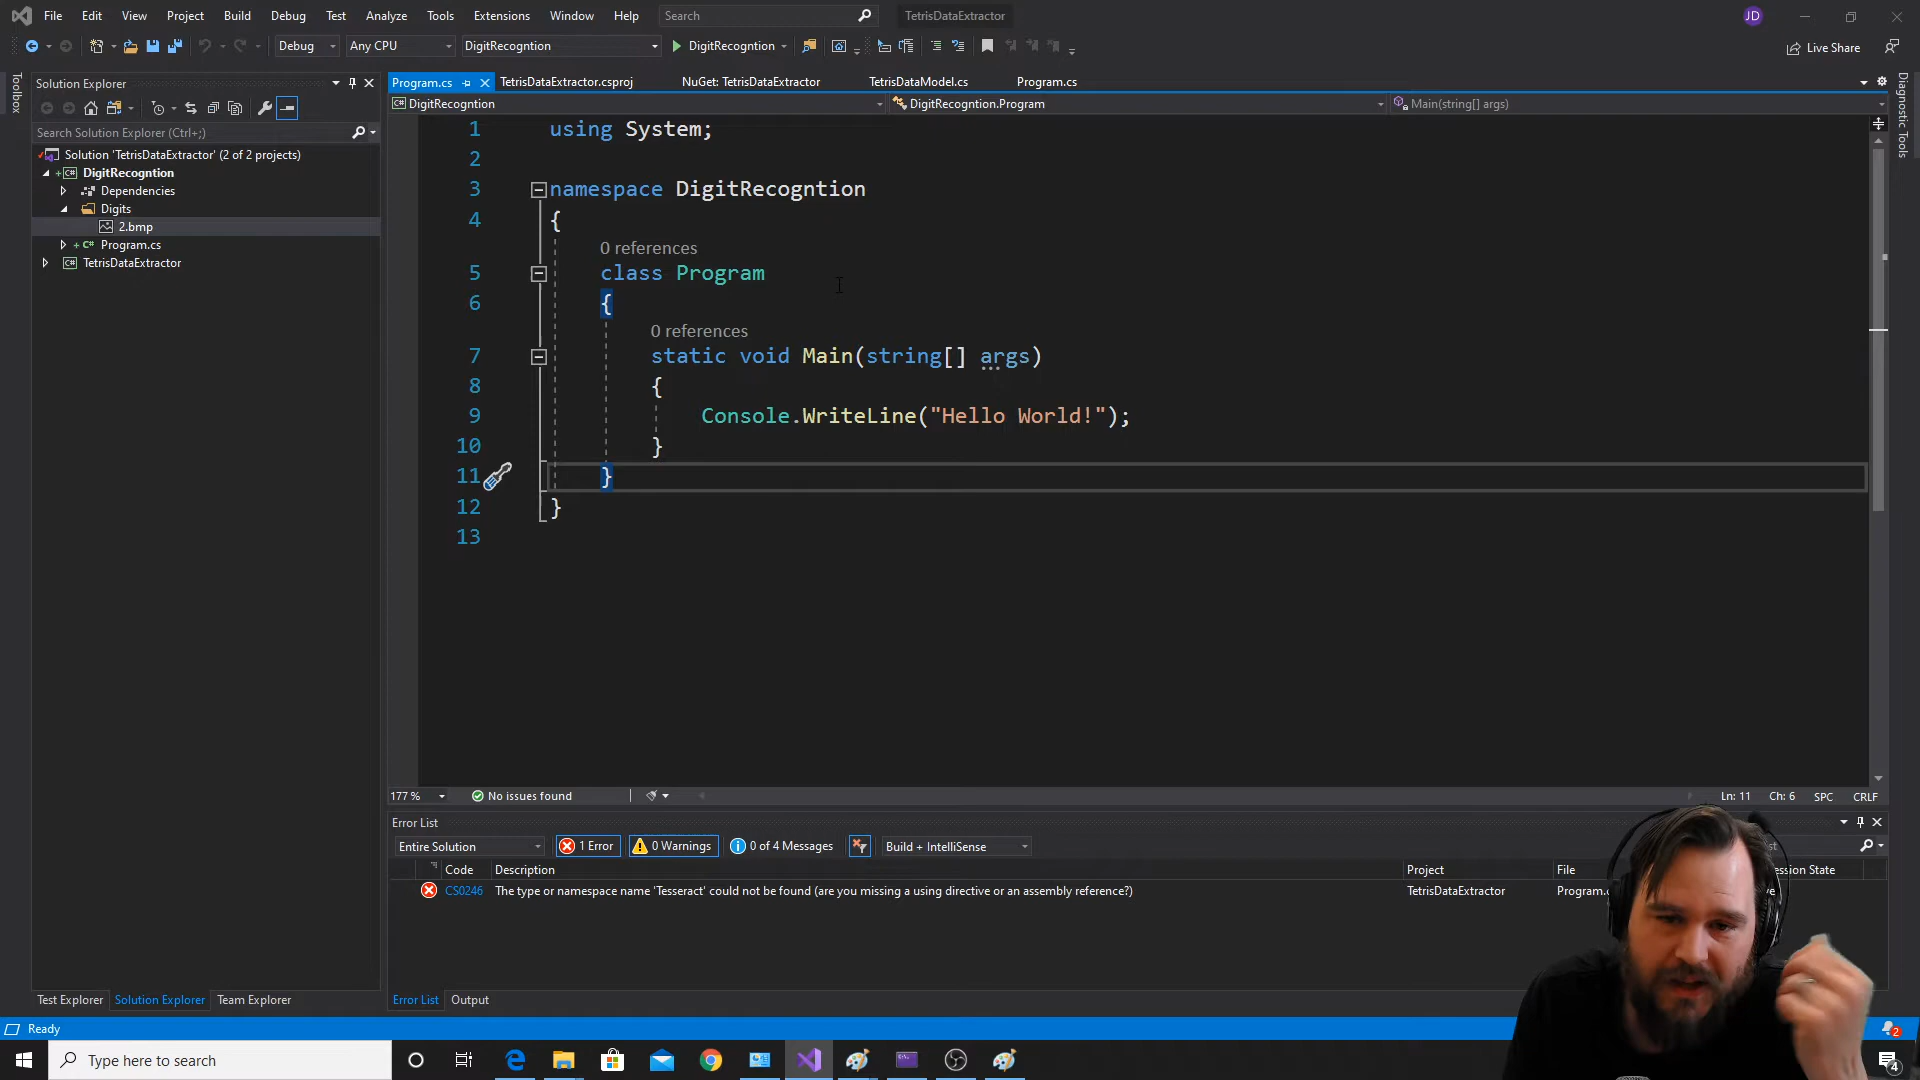 File Edit View Project Build Debug Test Analyze Tools Extensions Window Help Search TetrisDataExtractor JD
Debug Any CPU DigitRecogntion DigitRecogntion Live Share
Toolbox
Solution Explorer
Search Solution Explorer (Ctrl+;)
Solution 'TetrisDataExtractor' (2 of 2 projects)
DigitRecogntion
Dependencies
Digits
2.bmp
Program.cs
TetrisDataExtractor
Program.cs TetrisDataExtractor.csproj NuGet: TetrisDataExtractor TetrisDataModel.cs Program.cs
DigitRecogntion DigitRecogntion.Program Main(string[] args)
Diagnostic Tools
1 using System;
2
3 namespace DigitRecogntion
4 {
0 references
5 class Program
6 {
0 references
7 static void Main(string[] args)
8 {
9 Console.WriteLine("Hello World!");
10 }
11 }
12 }
13
177 % No issues found Ln: 11 Ch: 6 SPC CRLF
Error List
Entire Solution 1 Error 0 Warnings 0 of 4 Messages Build + IntelliSense
Code Description Project File
CS0246 The type or namespace name 'Tesseract' could not be found (are you missing a using directive or an assembly reference?) TetrisDataExtractor
Test Explorer Solution Explorer Team Explorer Error List Output
Ready 2
Type here to search 4